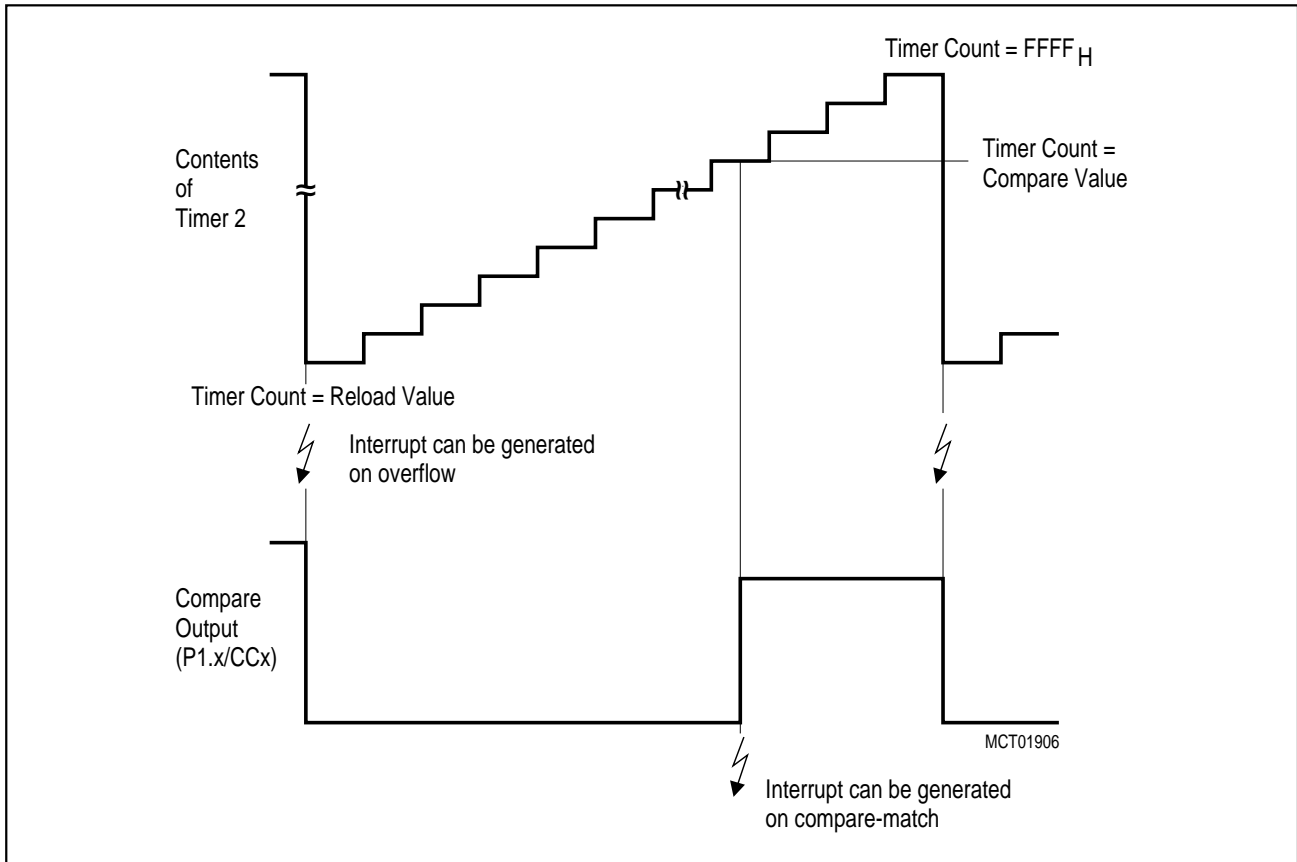 Timer Count = FFFF H
Contents
of
Timer 2
Timer Count =
Compare Value
Timer Count = Reload Value
Interrupt can be generated
on overflow
Compare
Output
(P1.x/CCx)
MCT01906
Interrupt can be generated
on compare-match